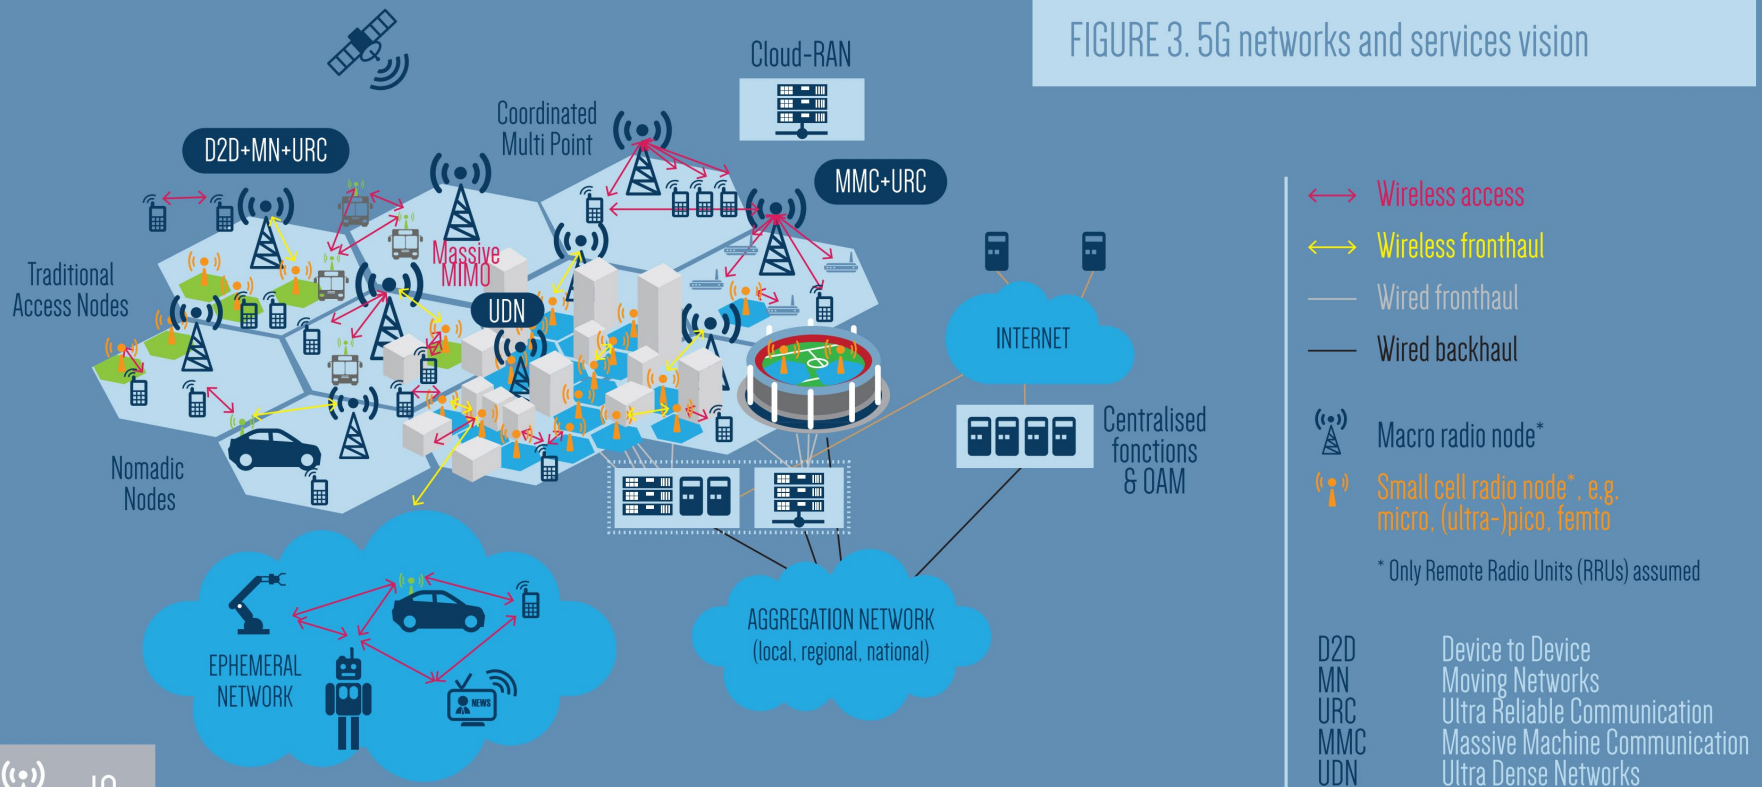 FIGURE 3. 5G networks and services vision
Cloud-RAN
Coordinated
Multi Point
D2D+MN+URC
MMC+URC
Massive
MIMO
Traditional
Access Nodes
UDN
INTERNET
Nomadic
Nodes
Centralised
fonctions
& OAM
EPHEMERAL
NETWORK
NEWS
AGGREGATION NETWORK
(local, regional, national)
Wireless access
Wireless fronthaul
Wired fronthaul
Wired backhaul
Macro radio node*
Small cell radio node*, e.g.
micro, (ultra-)pico, femto
* Only Remote Radio Units (RRUs) assumed
D2D Device to Device
MN Moving Networks
URC Ultra Reliable Communication
MMC Massive Machine Communication
UDN Ultra Dense Networks